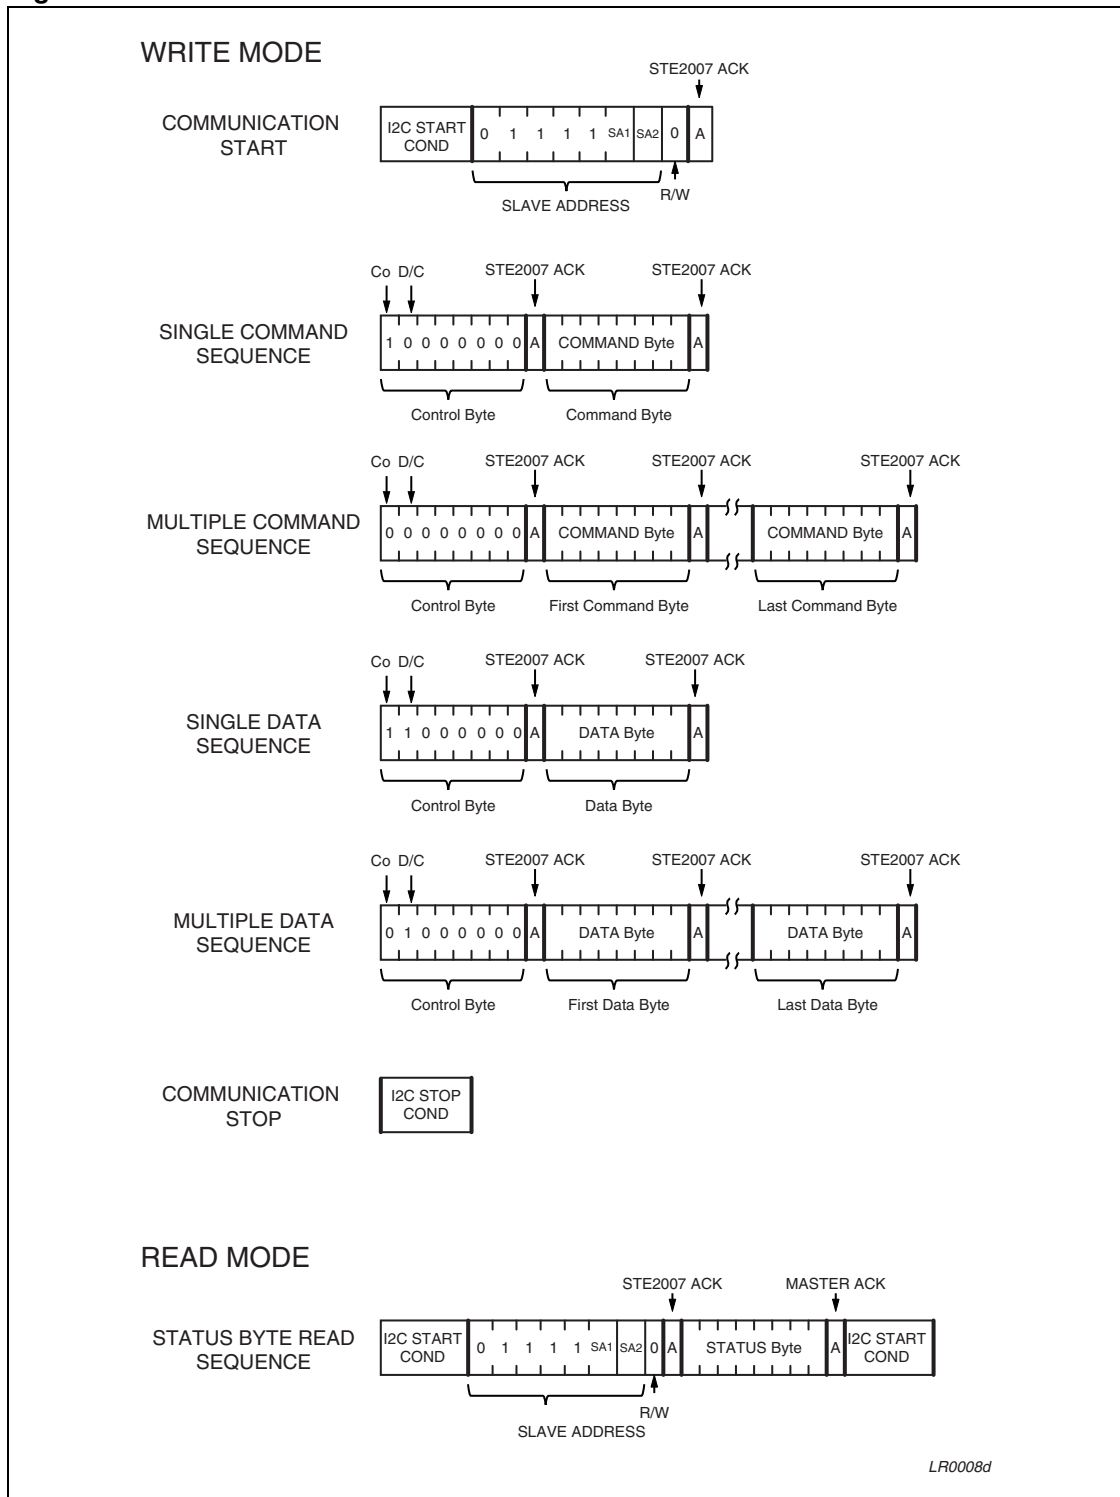 WRITE MODE
STE2007 ACK
COMMUNICATION
START
I2C START
COND
0 1 1 1 1 SA1 SA2 0 A
R/W
SLAVE ADDRESS
Co D/C STE2007 ACK STE2007 ACK
SINGLE COMMAND
SEQUENCE
1 0 0 0 0 0 0 0 A COMMAND Byte A
Control Byte Command Byte
Co D/C STE2007 ACK STE2007 ACK STE2007 ACK
MULTIPLE COMMAND
SEQUENCE
0 0 0 0 0 0 0 0 A COMMAND Byte A COMMAND Byte A
Control Byte First Command Byte Last Command Byte
Co D/C STE2007 ACK STE2007 ACK
SINGLE DATA
SEQUENCE
1 1 0 0 0 0 0 0 A DATA Byte A
Control Byte Data Byte
Co D/C STE2007 ACK STE2007 ACK STE2007 ACK
MULTIPLE DATA
SEQUENCE
0 1 0 0 0 0 0 0 A DATA Byte A DATA Byte A
Control Byte First Data Byte Last Data Byte
COMMUNICATION
STOP
I2C STOP
COND
READ MODE
STE2007 ACK MASTER ACK
STATUS BYTE READ
SEQUENCE
I2C START
COND
0 1 1 1 1 SA1 SA2 0 A STATUS Byte A
I2C START
COND
R/W
SLAVE ADDRESS
LR0008d